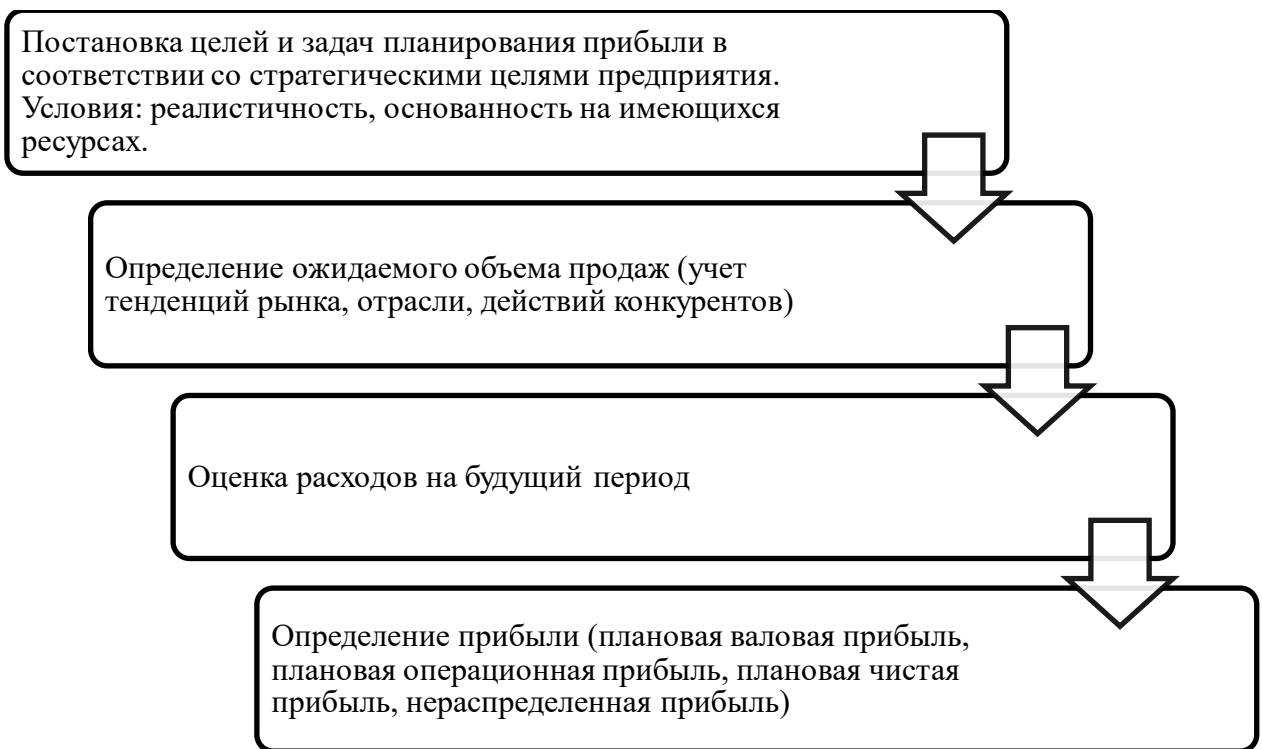 Постановка целей и задач планирования прибыли в
соответствии со стратегическими целями предприятия.
Условия: реалистичность, основанность на имеющихся
ресурсах.
Определение ожидаемого объема продаж (учет
тенденций рынка, отрасли, действий конкурентов)
Оценка расходов на будущий период
Определение прибыли (плановая валовая прибыль,
плановая операционная прибыль, плановая чистая
прибыль, нераспределенная прибыль)